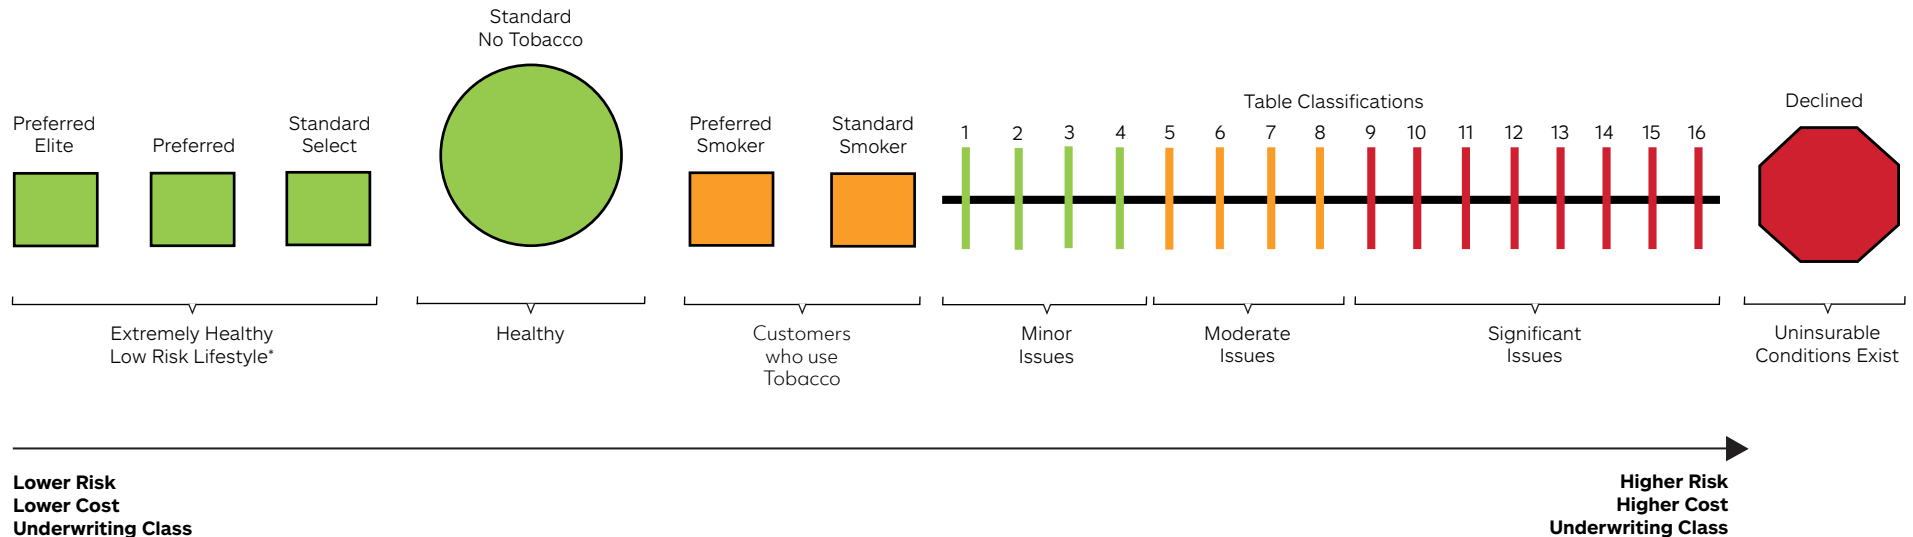 Standard
No Tobacco
Preferred
Elite
Preferred
Standard
Select
Preferred
Smoker
Standard
Smoker
Table Classifications
1 2 3 4 5 6 7 8 9 10 11 12 13 14 15 16
Declined
Extremely Healthy
Low Risk Lifestyle*
Healthy
Customers
who use
Tobacco
Minor
Issues
Moderate
Issues
Significant
Issues
Uninsurable
Conditions Exist
Lower Risk
Lower Cost
Underwriting Class
Higher Risk
Higher Cost
Underwriting Class